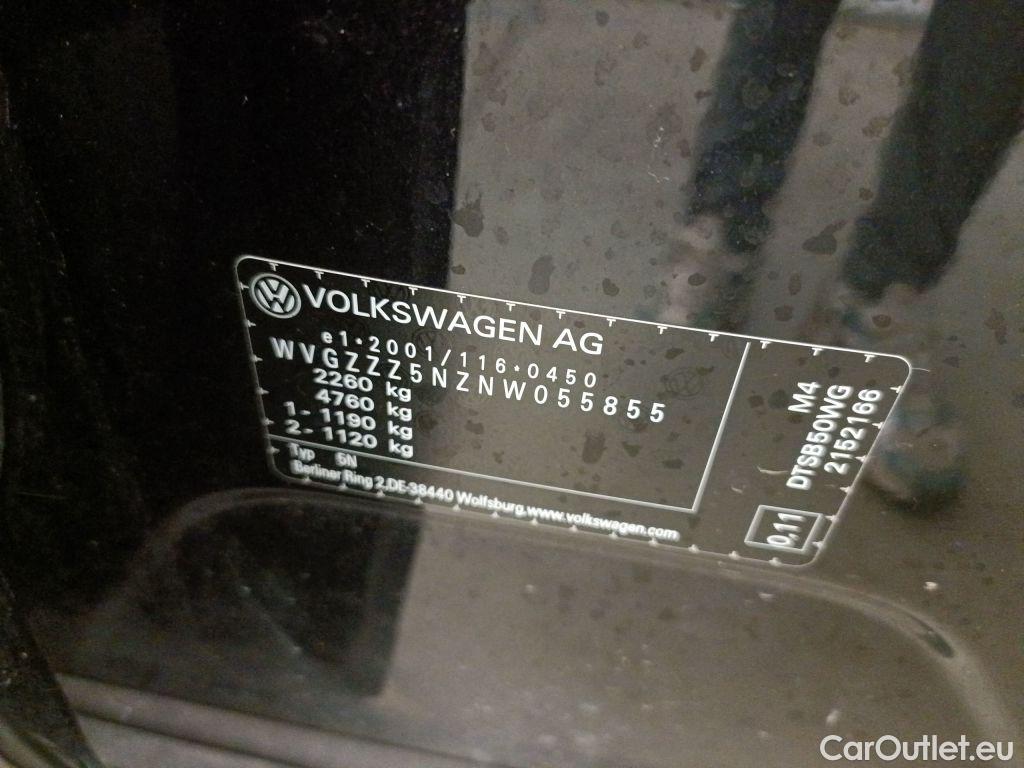 VOLKSWAGEN AG
e1*2001/116*0450
WVGZZZ5NZNW055855
2260 kg
4760 kg
1- 1190 kg
2- 1120 kg
Typ 5N
Berliner Ring 2,DE-38440 Wolfsburg,www.volkswagen.com
M4
DTSB50WG
2152166
0,11
CarOutlet.eu